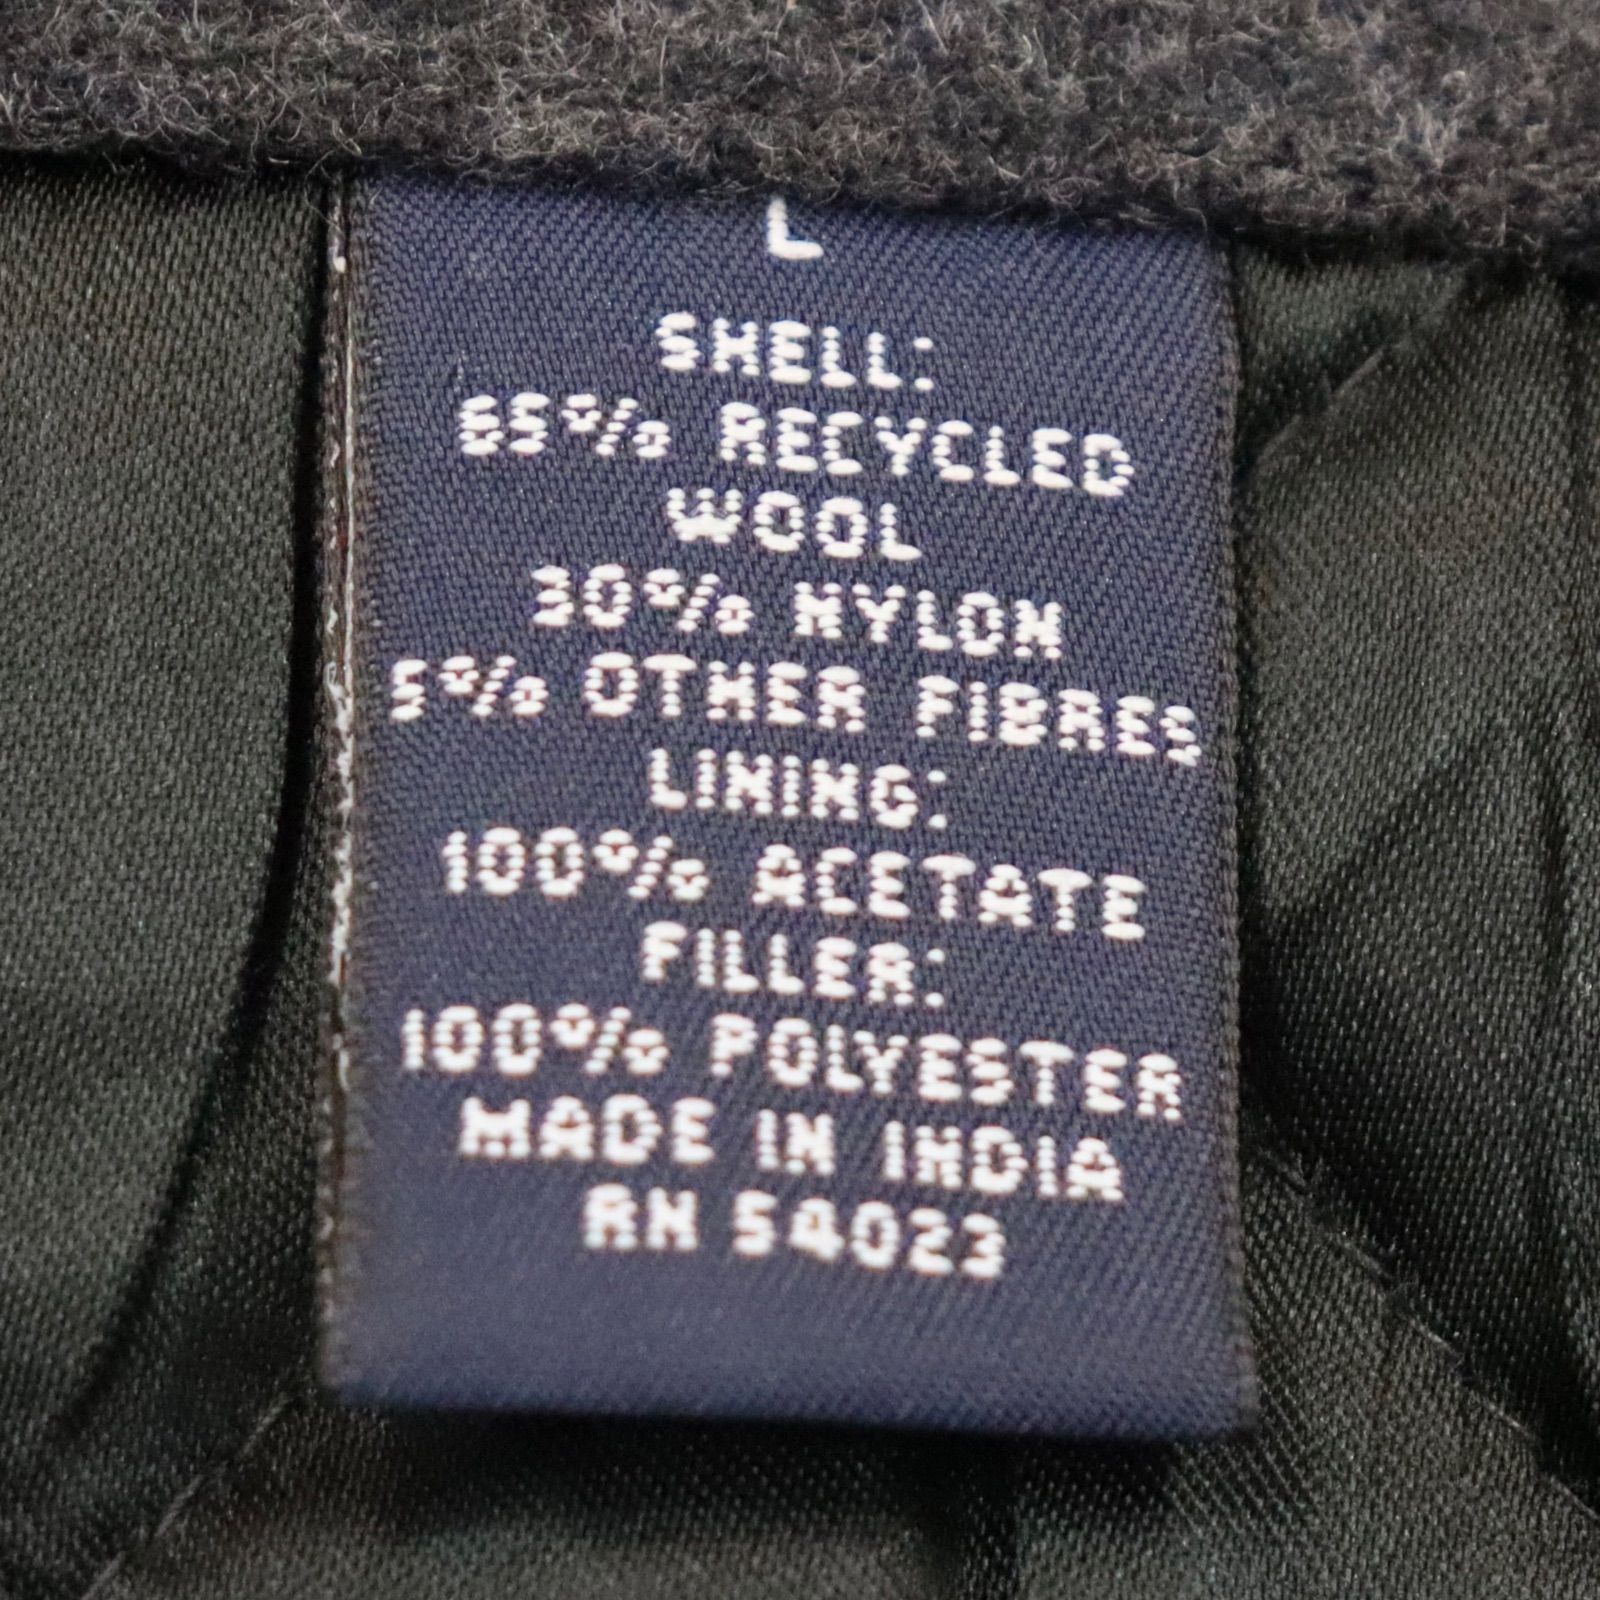 L
SHELL:
65% RECYCLED
WOOL
30% NYLON
5% OTHER FIBRES
LINING:
100% ACETATE
FILLER:
100% POLYESTER
MADE IN INDIA
RN 54023